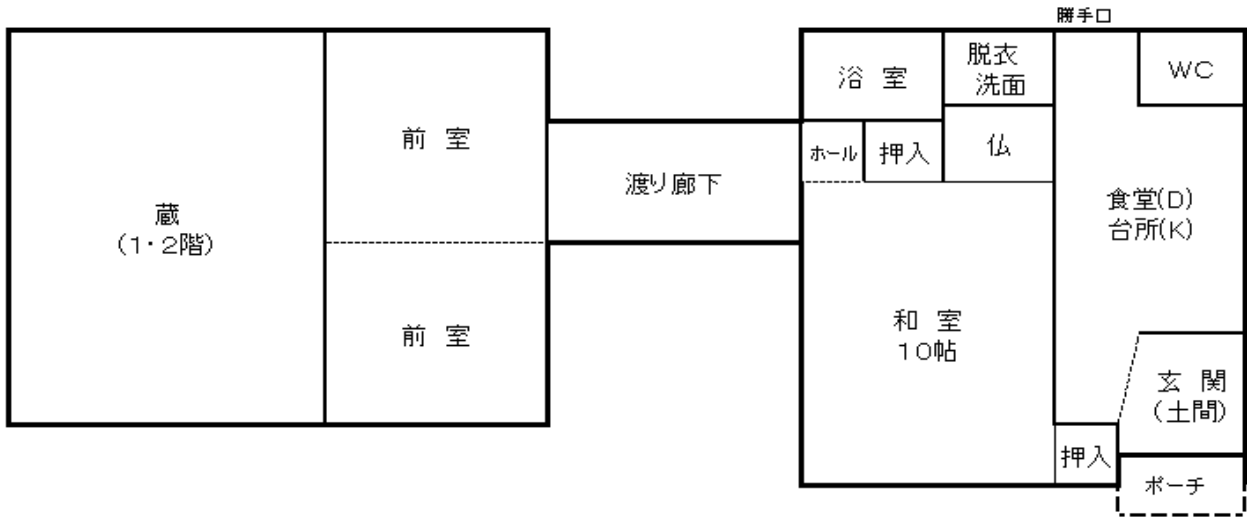 勝手口
浴 室
脱衣
洗面
WC
前 室
ホール
押入
仏
渡り廊下
蔵
(1・2階)
食堂(D)
台所(K)
前 室
和 室
10帖
玄 関
(土間)
押入
ポーチ